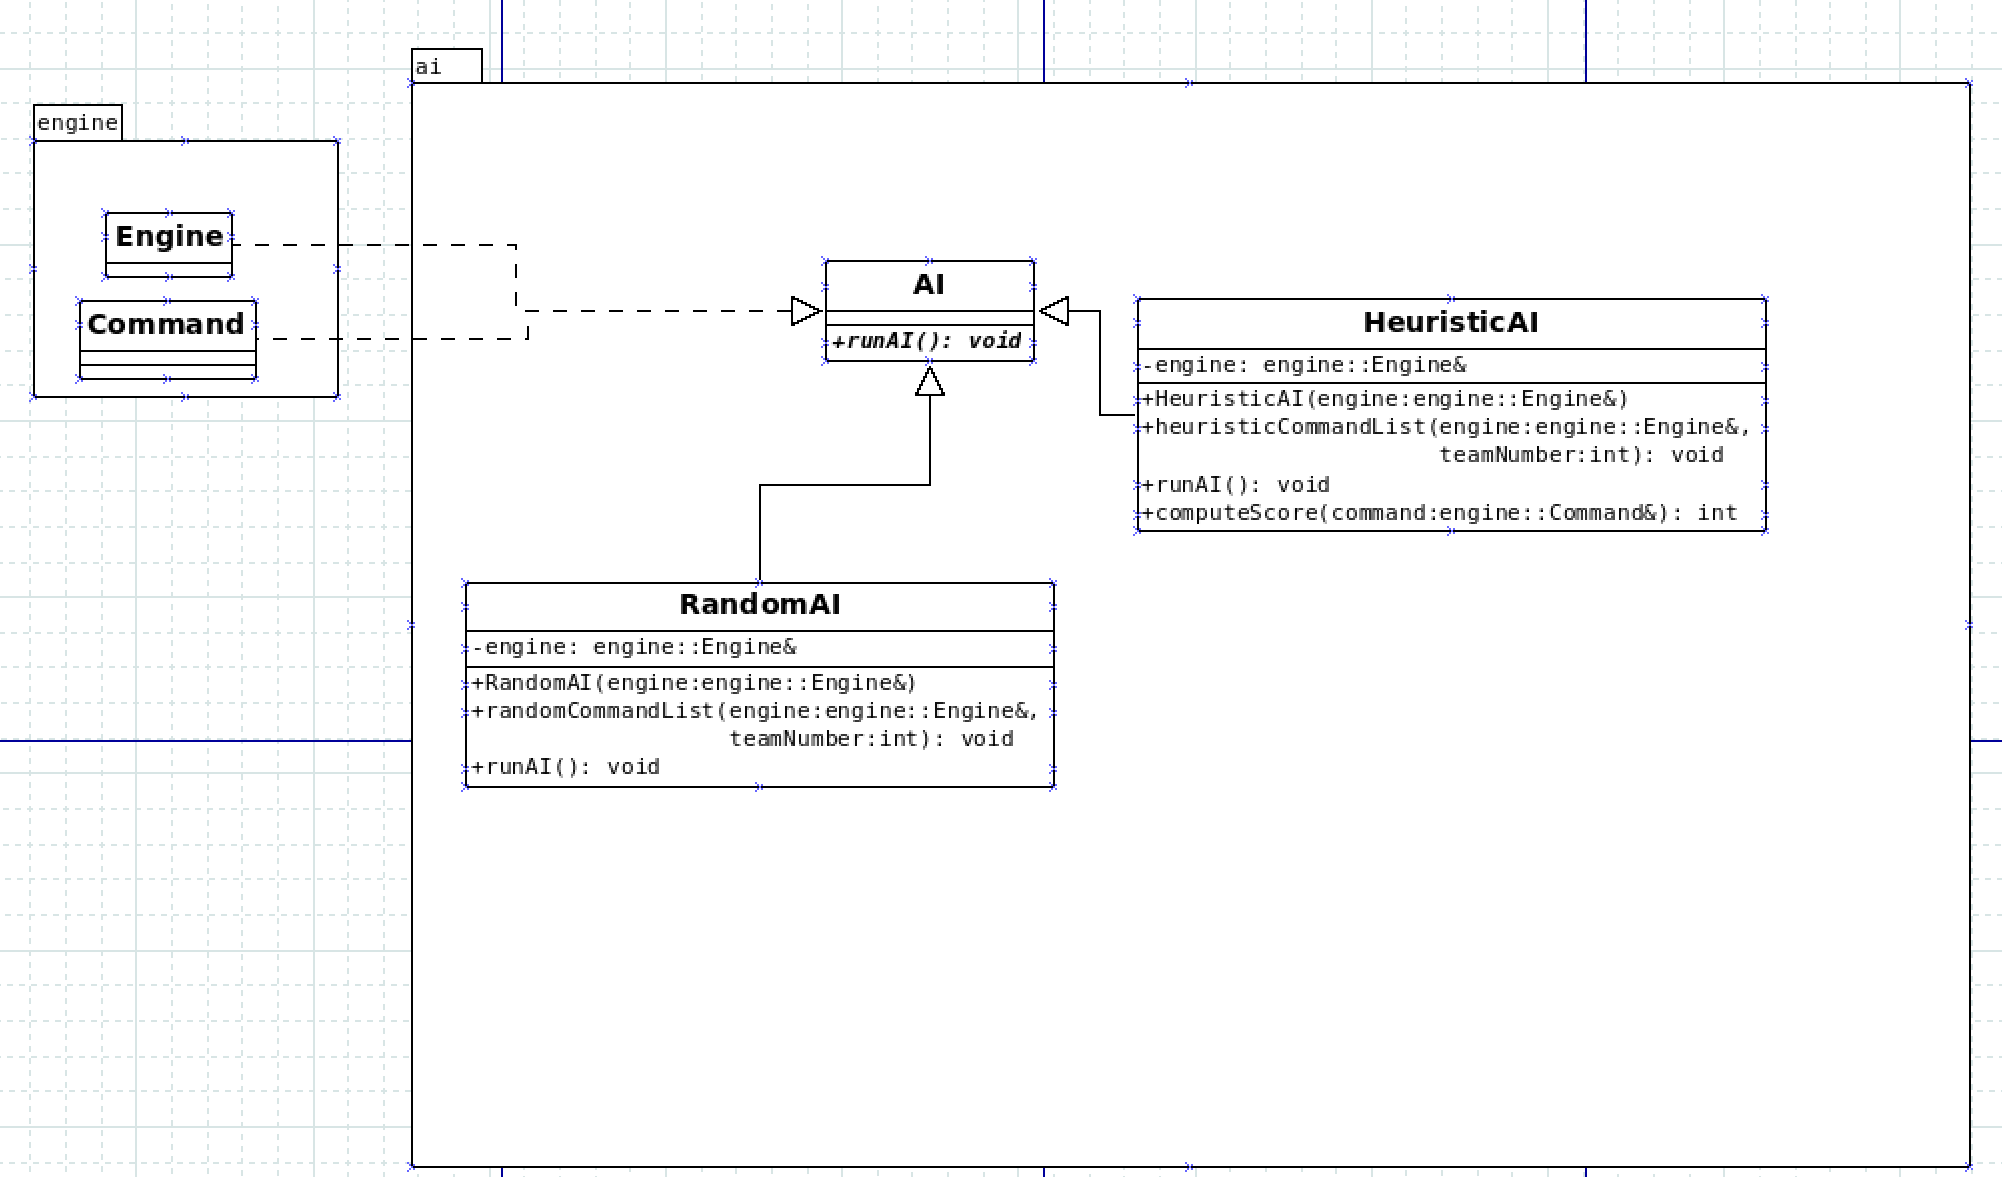 ai
engine
Engine
Command
AI
+runAI(): void
HeuristicAI
-engine: engine::Engine&
+HeuristicAI(engine:engine::Engine&)
+heuristicCommandList(engine:engine::Engine&,
teamNumber:int): void
+runAI(): void
+computeScore(command:engine::Command&): int
RandomAI
-engine: engine::Engine&
+RandomAI(engine:engine::Engine&)
+randomCommandList(engine:engine::Engine&,
teamNumber:int): void
+runAI(): void